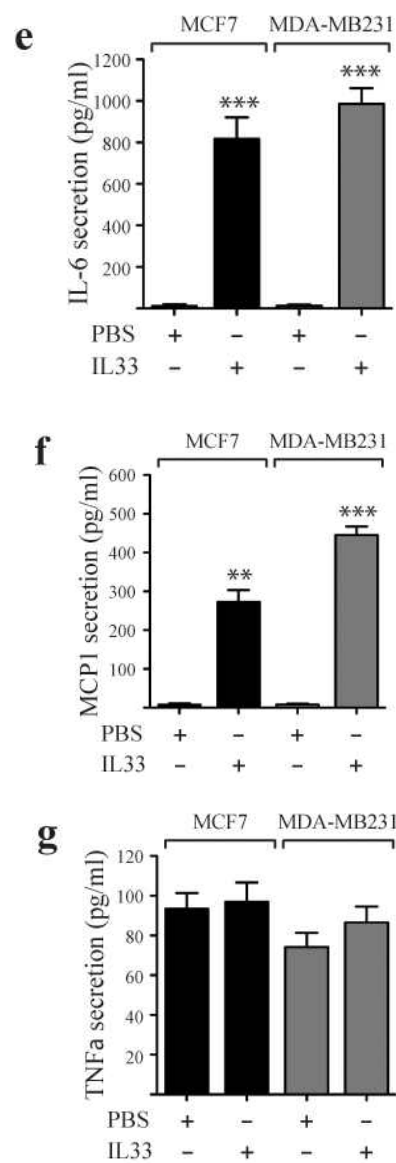 e
MCF7 MDA-MB231
***
***
IL-6 secretion (pg/ml)
1200
1000
800
600
400
200
PBS + – + –
IL33 – + – +
f
MCF7 MDA-MB231
**
***
MCP1 secretion (pg/ml)
600
500
400
300
200
100
PBS + – + –
IL33 – + – +
g
MCF7 MDA-MB231
TNFa secretion (pg/ml)
120
100
80
60
40
20
PBS + – + –
IL33 – + – +